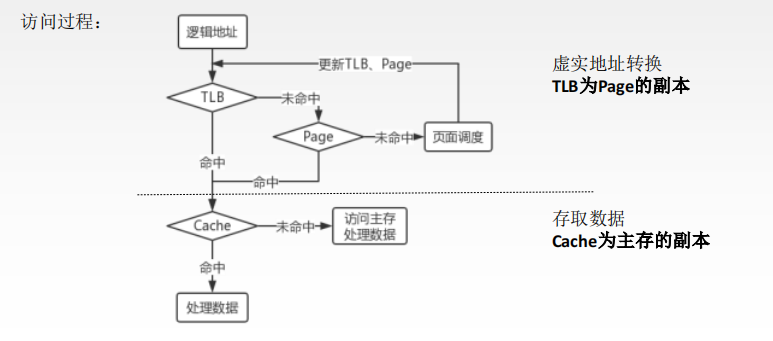 访问过程：
逻辑地址
更新TLB、Page
虚实地址转换
TLB为Page的副本
TLB
未命中
Page
未命中
页面调度
命中
命中
Cache
未命中
访问主存
处理数据
存取数据
Cache为主存的副本
命中
处理数据